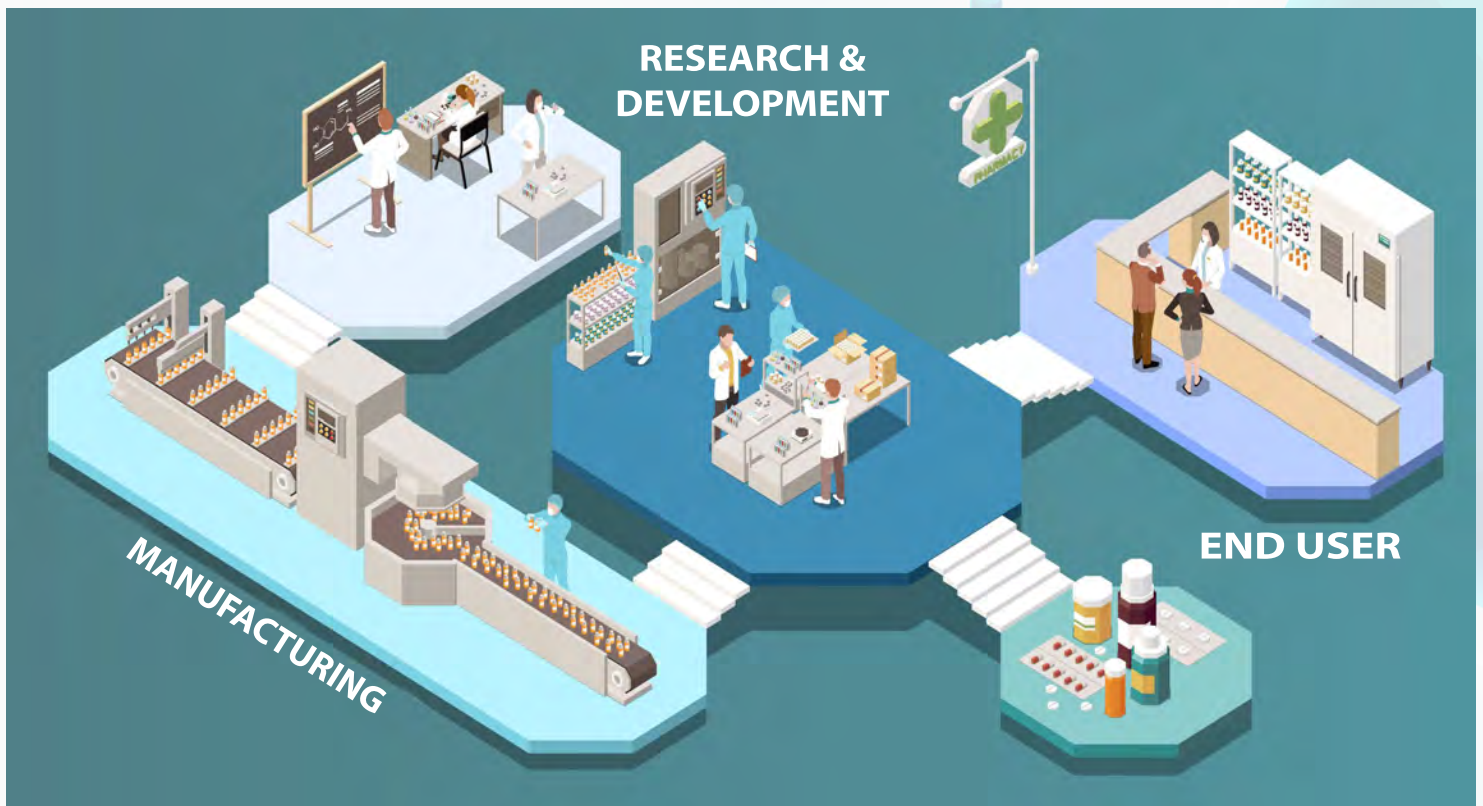 RESEARCH &
DEVELOPMENT
PHARMACY
MANUFACTURING
END USER